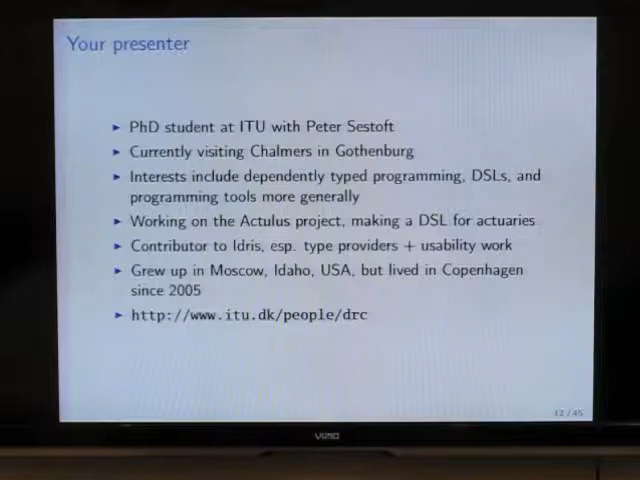 Your presenter
PhD student at ITU with Peter Sestoft
Currently visiting Chalmers in Gothenburg
Interests include dependently typed programming, DSLs, and
programming tools more generally
Working on the Actulus project, making a DSL for actuaries
Contributor to Idris, esp. type providers + usability work
Grew up in Moscow, Idaho, USA, but lived in Copenhagen
since 2005
http://www.itu.dk/people/drc
12 / 45
VIZIO